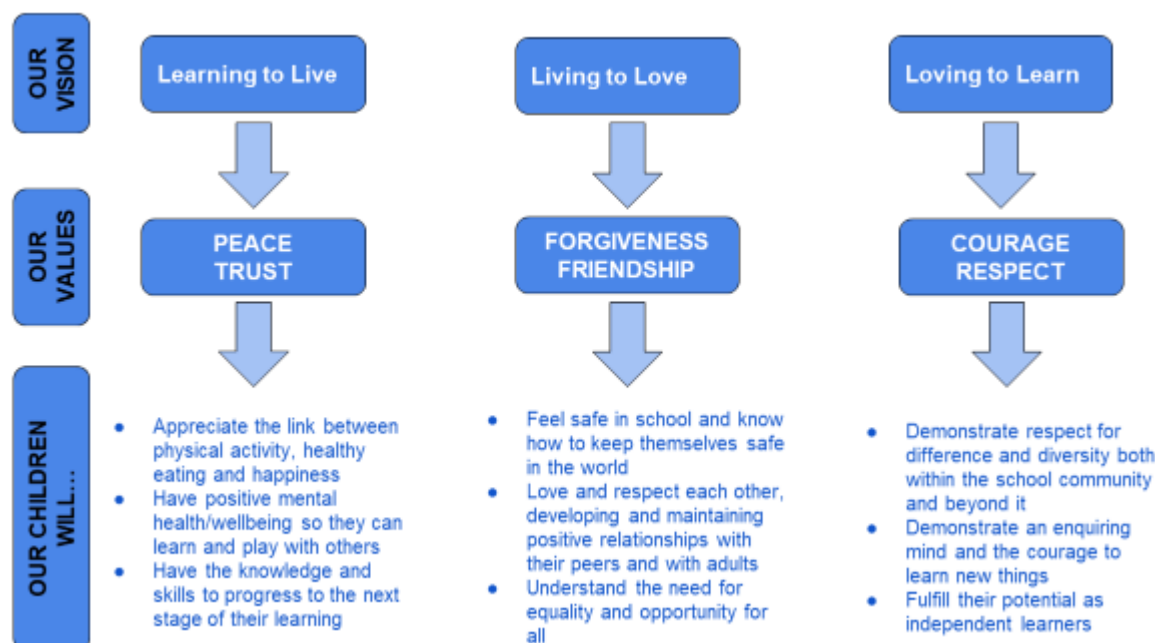 OUR
VISION
Learning to Live
Living to Love
Loving to Learn
OUR
VALUES
PEACE
TRUST
FORGIVENESS
FRIENDSHIP
COURAGE
RESPECT
OUR CHILDREN
WILL...
● Appreciate the link between
physical activity, healthy
eating and happiness
● Have positive mental
health/wellbeing so they can
learn and play with others
● Have the knowledge and
skills to progress to the next
stage of their learning
● Feel safe in school and know
how to keep themselves safe
in the world
● Love and respect each other,
developing and maintaining
positive relationships with
their peers and with adults
● Understand the need for
equality and opportunity for
all
● Demonstrate respect for
difference and diversity both
within the school community
and beyond it
● Demonstrate an enquiring
mind and the courage to
learn new things
● Fulfill their potential as
independent learners